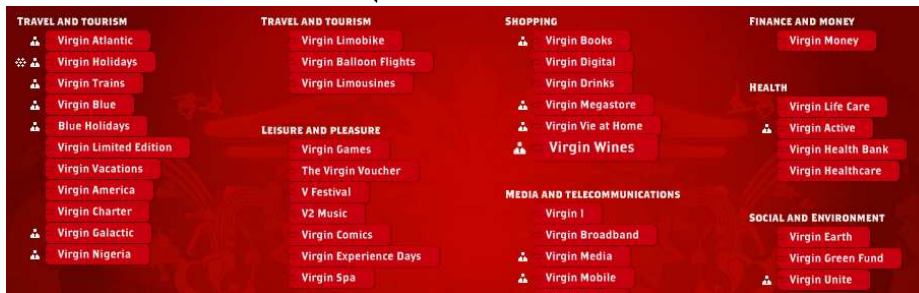 TRAVEL AND TOURISM
Virgin Atlantic
Virgin Holidays
Virgin Trains
Virgin Blue
Blue Holidays
Virgin Limited Edition
Virgin Vacations
Virgin America
Virgin Charter
Virgin Galactic
Virgin Nigeria
TRAVEL AND TOURISM
Virgin Limobike
Virgin Balloon Flights
Virgin Limousines
LEISURE AND PLEASURE
Virgin Games
The Virgin Voucher
V Festival
V2 Music
Virgin Comics
Virgin Experience Days
Virgin Spa
SHOPPING
Virgin Books
Virgin Digital
Virgin Drinks
Virgin Megastore
Virgin Vie at Home
Virgin Wines
MEDIA AND TELECOMMUNICATIONS
Virgin 1
Virgin Broadband
Virgin Media
Virgin Mobile
FINANCE AND MONEY
Virgin Money
HEALTH
Virgin Life Care
Virgin Active
Virgin Health Bank
Virgin Healthcare
SOCIAL AND ENVIRONMENT
Virgin Earth
Virgin Green Fund
Virgin Unite